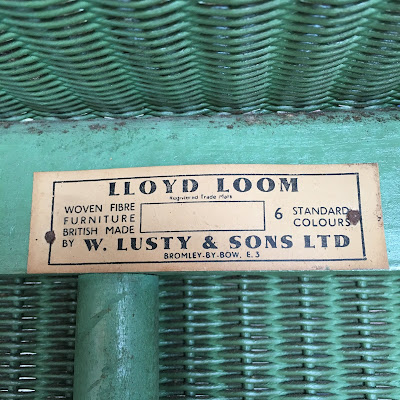 LLOYD LOOM
Registered Trade Mark
WOVEN FIBRE
FURNITURE
BRITISH MADE
BY W. LUSTY & SONS LTD
6 STANDARD
COLOURS
BROMLEY-BY-BOW, E.3